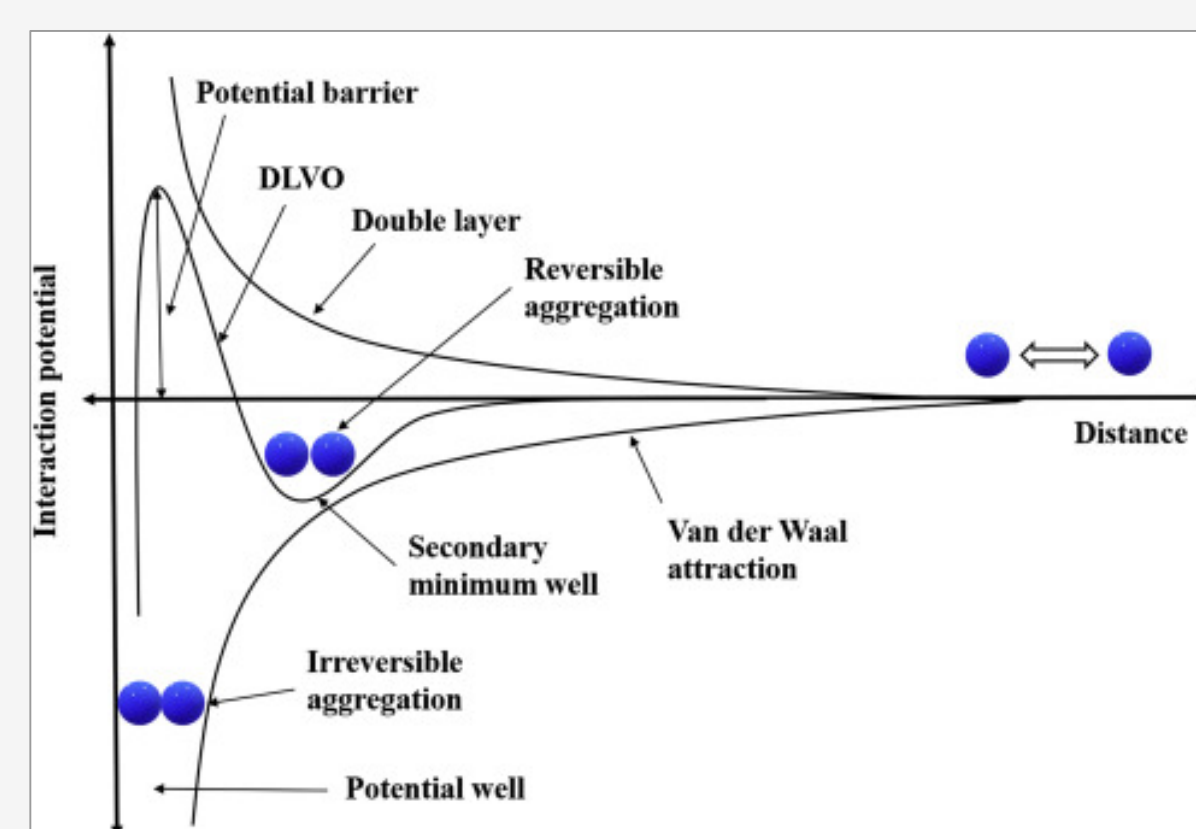 Potential barrier
DLVO
Double layer
Reversible
aggregation
Interaction potential
Distance
Van der Waal
attraction
Secondary
minimum well
Irreversible
aggregation
Potential well